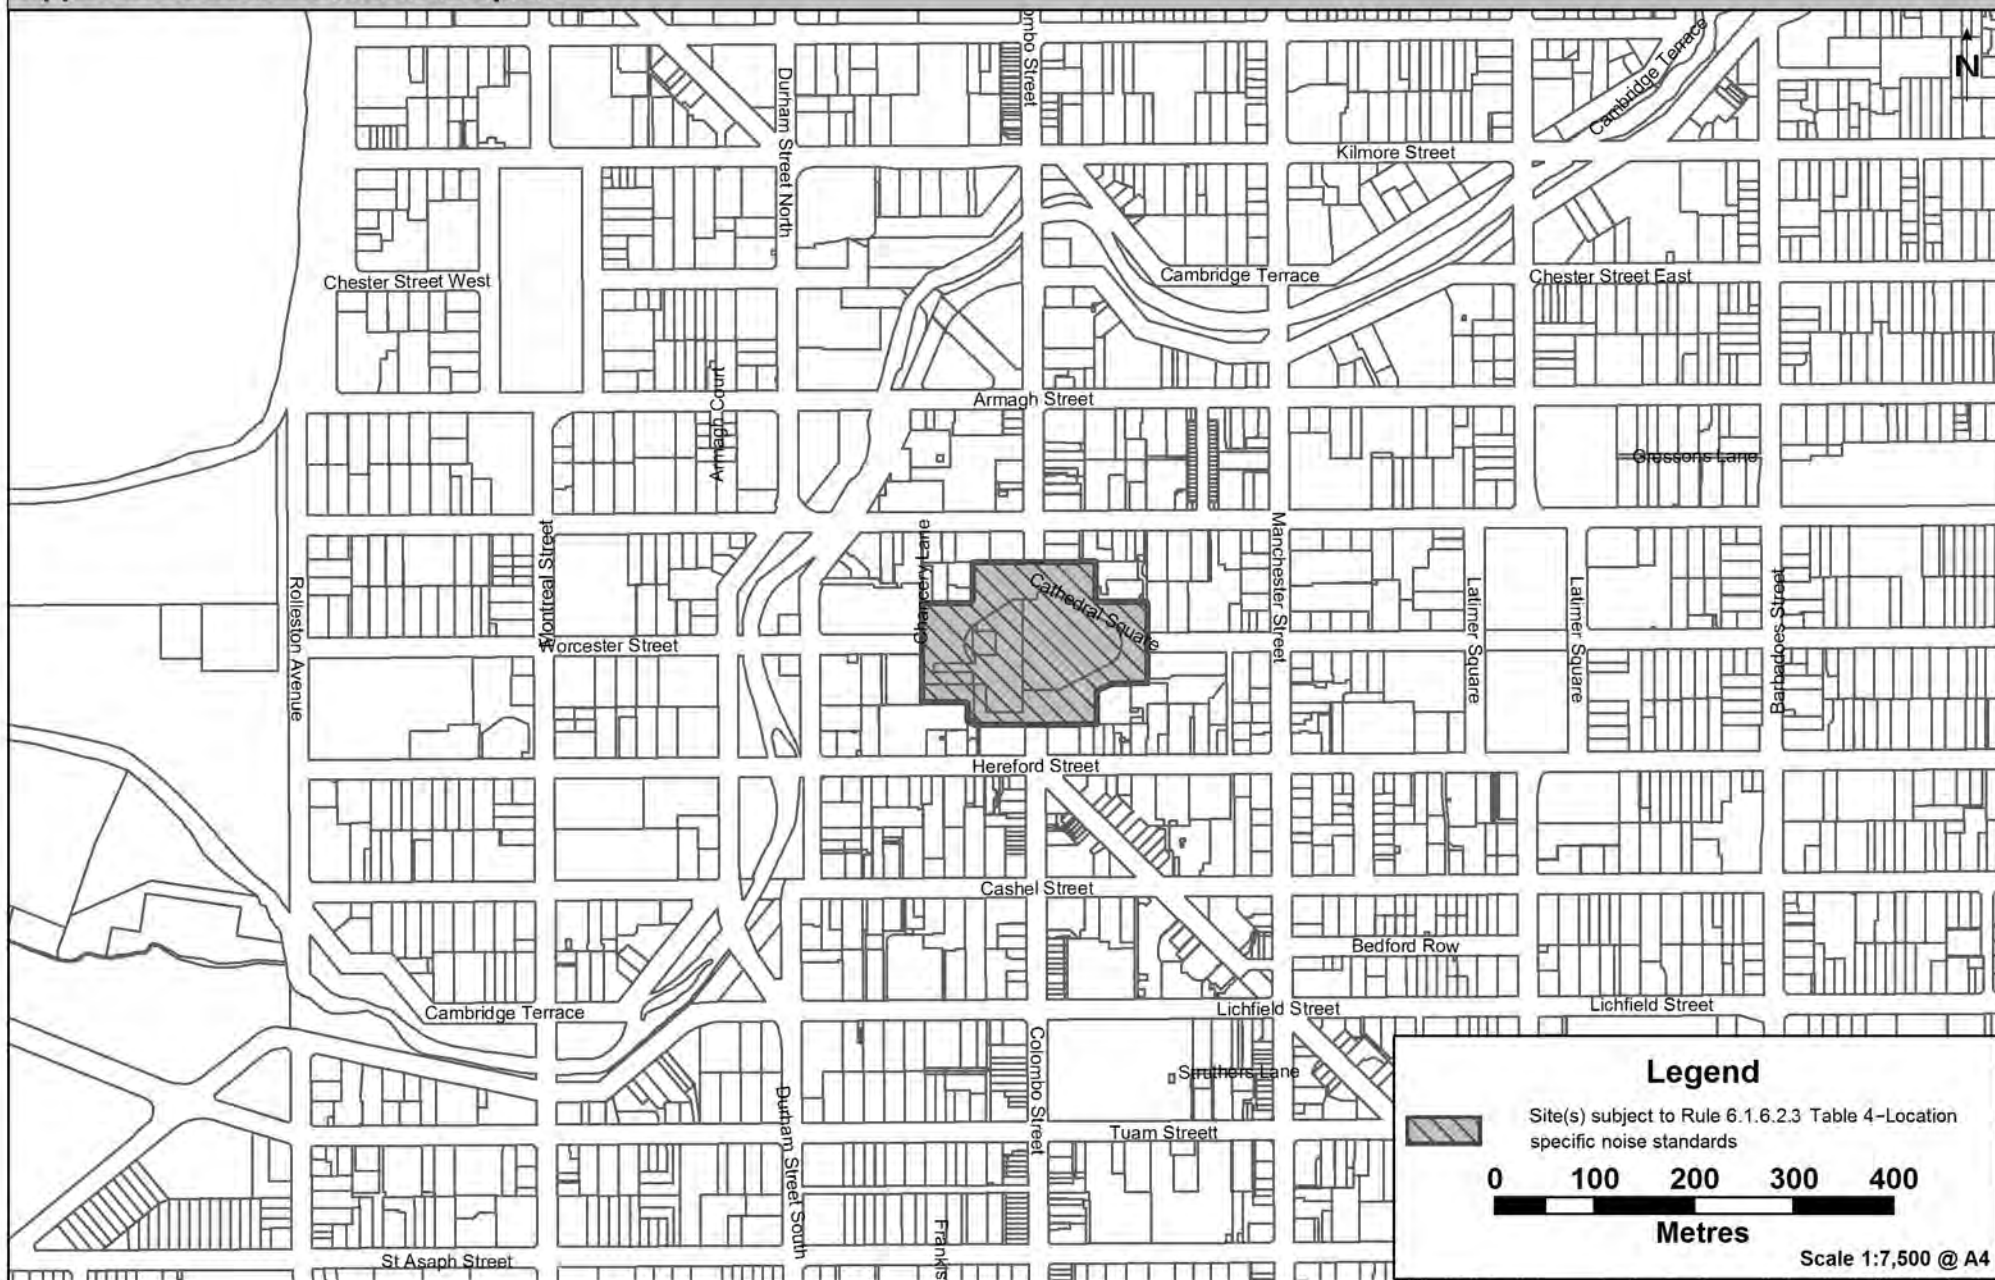 ombo Street
Cambridge Terrace
N
Durham Street North
Kilmore Street
Chester Street West
Cambridge Terrace
Chester Street East
Armagh Court
Armagh Street
Gressons Lane
Chancery Lane
Montreal Street
Manchester Street
Rolleston Avenue
Cathedral Square
Latimer Square
Latimer Square
Barbadoes Street
Worcester Street
Hereford Street
Cashel Street
Bedford Row
Cambridge Terrace
Lichfield Street
Lichfield Street
Colombo Street
Struthers Lane
Durham Street South
Tuam Streett
Frankls
St Asaph Street
Legend
Site(s) subject to Rule 6.1.6.2.3 Table 4–Location
specific noise standards
0 100 200 300 400
Metres
Scale 1:7,500 @ A4